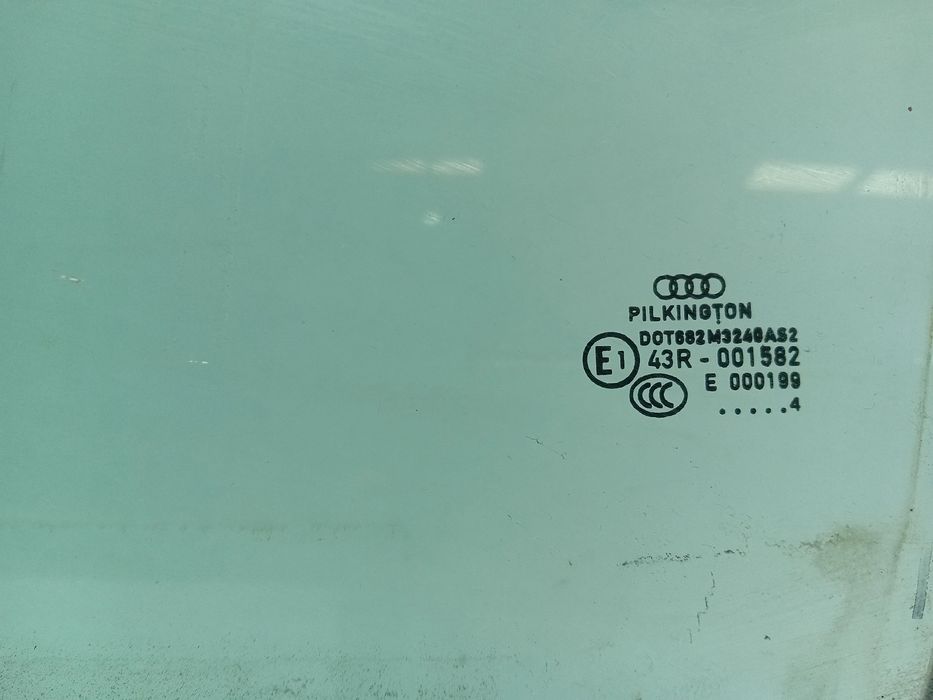 PILKINGTON
DOT682M3240AS2
E1 43R - 001582
CCC E 000199
.....4